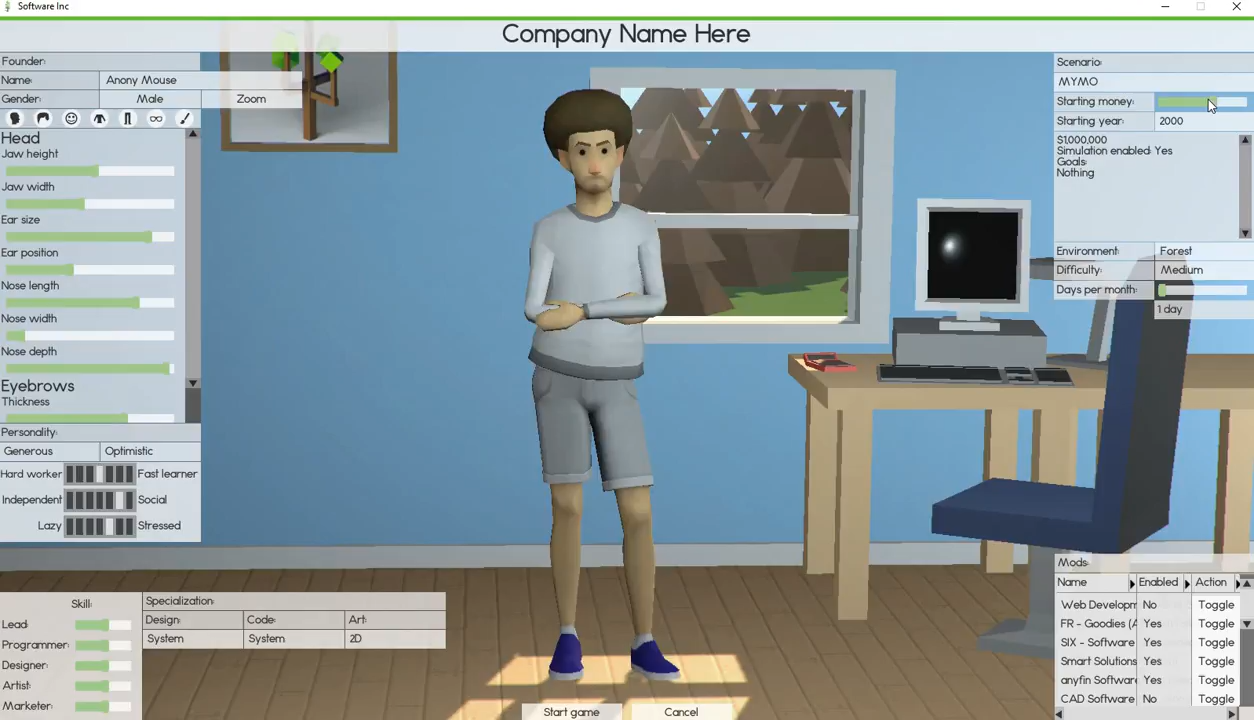 Software Inc
Company Name Here
Founder:
Name: Anony Mouse
Gender: Male Zoom
Head
Jaw height
Jaw width
Ear size
Ear position
Nose length
Nose width
Nose depth
Eyebrows
Thickness
Personality:
Generous Optimistic
Hard worker Fast learner
Independent Social
Lazy Stressed
Skill:
Lead:
Programmer:
Designer:
Artist:
Marketer:
Specialization:
Design: Code: Art:
System System 2D
Start game Cancel
Scenario:
MYMO
Starting money:
Starting year: 2000
$1,000,000
Simulation enabled: Yes
Goals:
Nothing
Environment: Forest
Difficulty: Medium
Days per month:
1 day
Mods:
Name Enabled Action
Web Developm No Toggle
FR - Goodies (A Yes Toggle
SIX - Software Yes Toggle
Smart Solutions Yes Toggle
anyfin Software Yes Toggle
CAD Software No Toggle